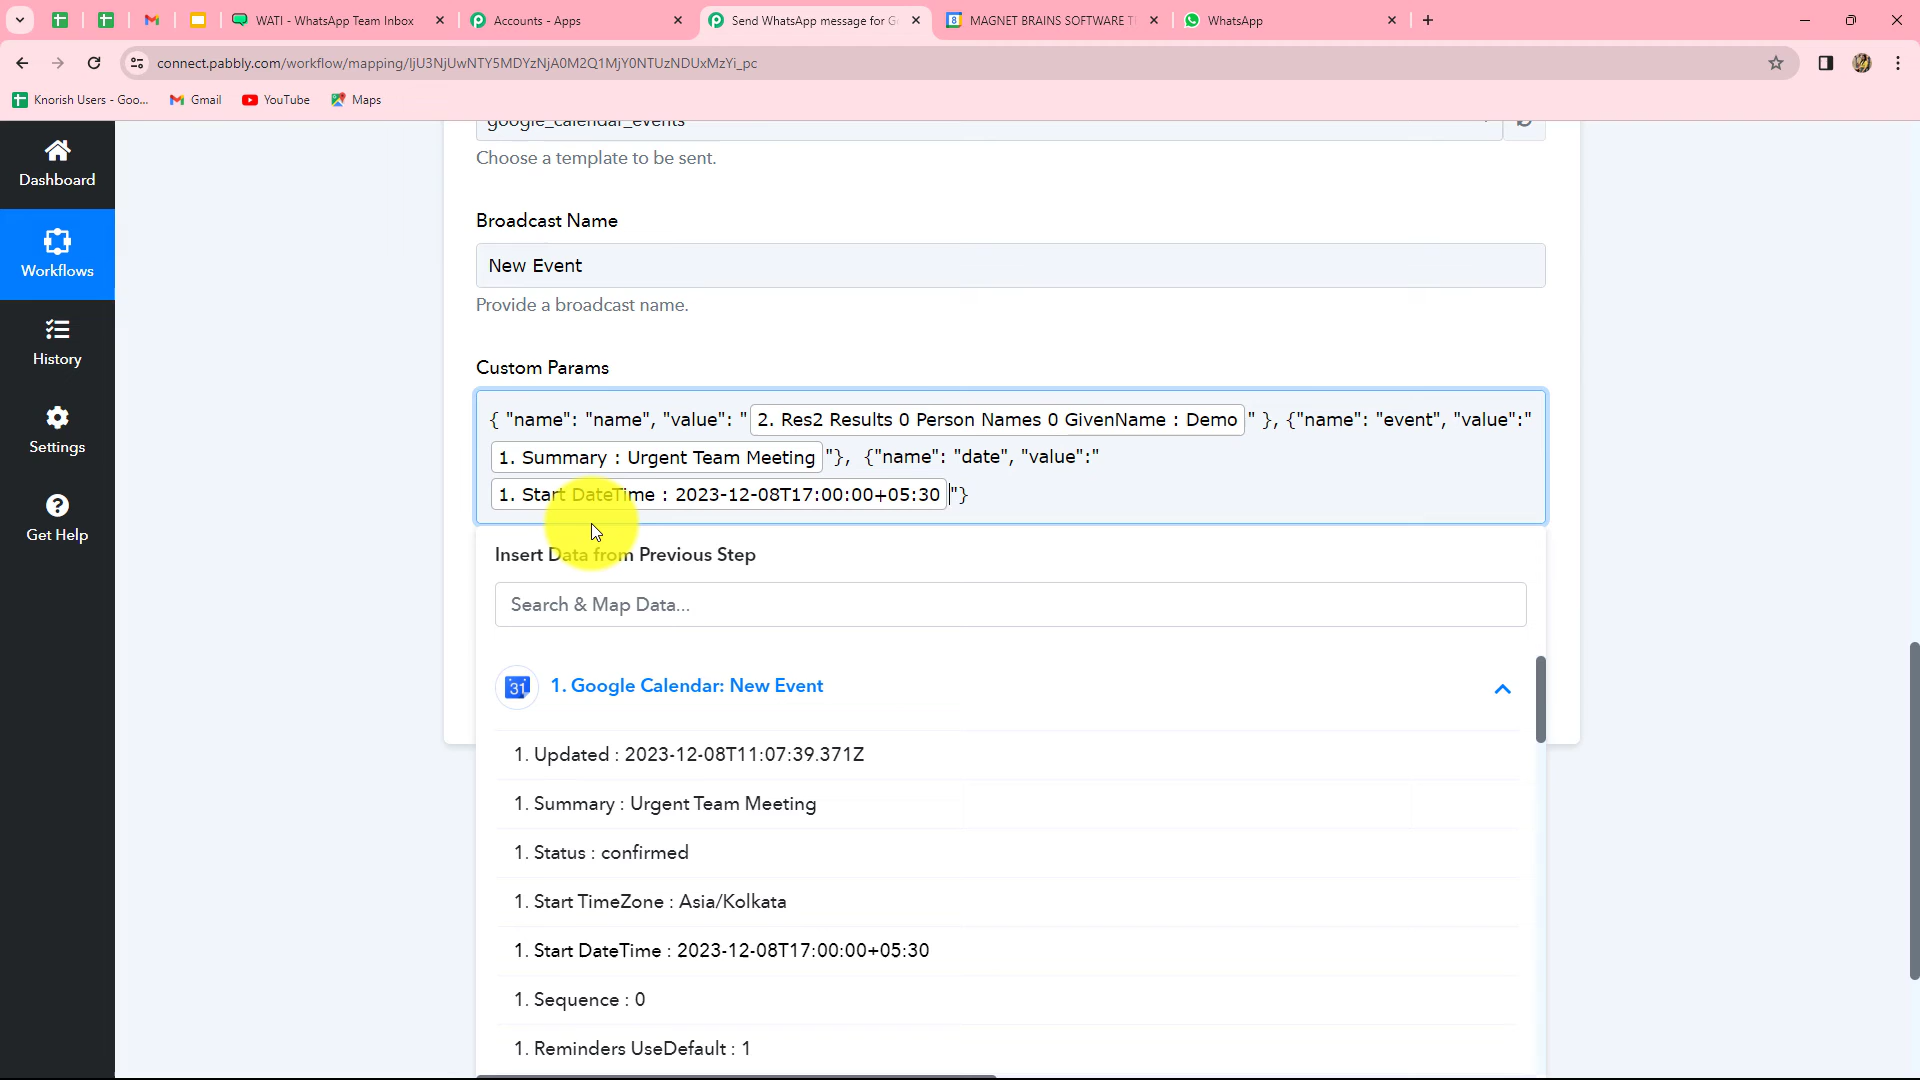 WATI - WhatsApp Team Inbox
Accounts - Apps
Send WhatsApp message for G
MAGNET BRAINS SOFTWARE T
WhatsApp
connect.pabbly.com/workflow/mapping/IjU3NjUwNTY5MDYzNjA0M2Q1MjY0NTUzNDUxMzYi_pc
Knorish Users - Goo...
Gmail
YouTube
Maps
Dashboard
Workflows
History
Settings
Get Help
google_calendar_events
Choose a template to be sent.
Broadcast Name
New Event
Provide a broadcast name.
Custom Params
{ "name": "name", "value": " 2. Res2 Results 0 Person Names 0 GivenName : Demo " }, {"name": "event", "value":"
1. Summary : Urgent Team Meeting "}, {"name": "date", "value":"
1. Start DateTime : 2023-12-08T17:00:00+05:30 "}
Insert Data from Previous Step
Search & Map Data...
31 1. Google Calendar: New Event
1. Updated : 2023-12-08T11:07:39.371Z
1. Summary : Urgent Team Meeting
1. Status : confirmed
1. Start TimeZone : Asia/Kolkata
1. Start DateTime : 2023-12-08T17:00:00+05:30
1. Sequence : 0
1. Reminders UseDefault : 1